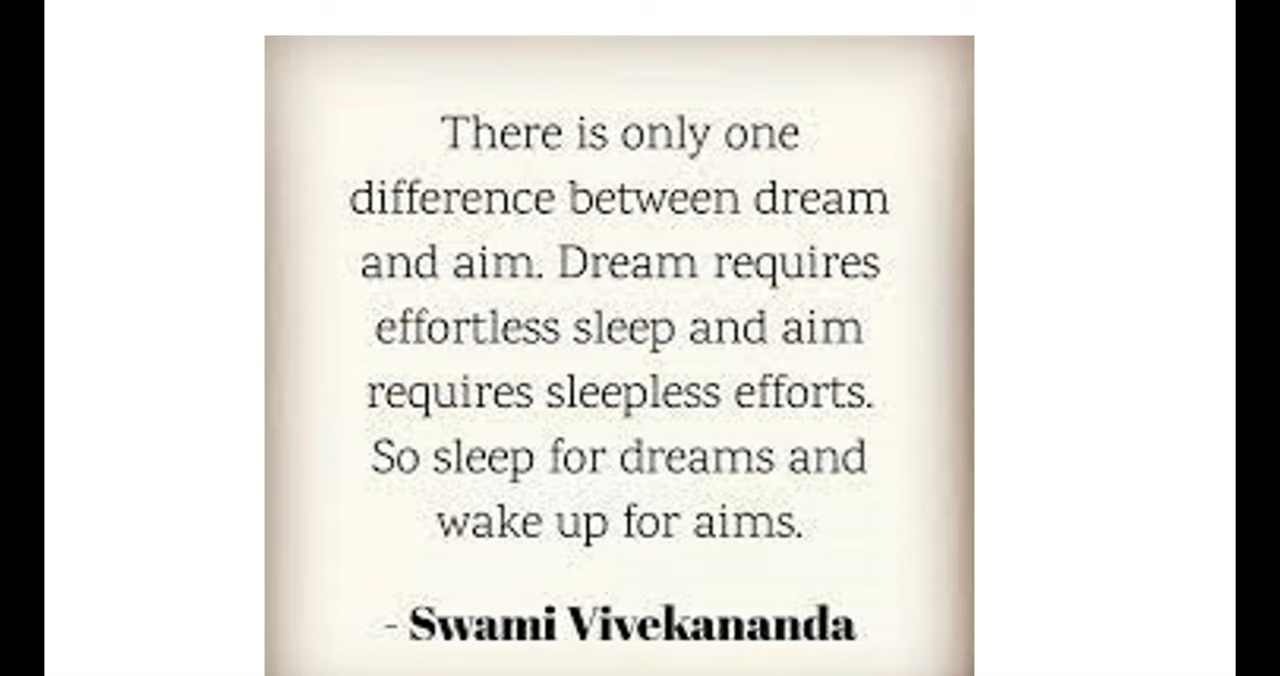 There is only one
difference between dream
and aim. Dream requires
effortless sleep and aim
requires sleepless efforts.
So sleep for dreams and
wake up for aims.
- Swami Vivekananda